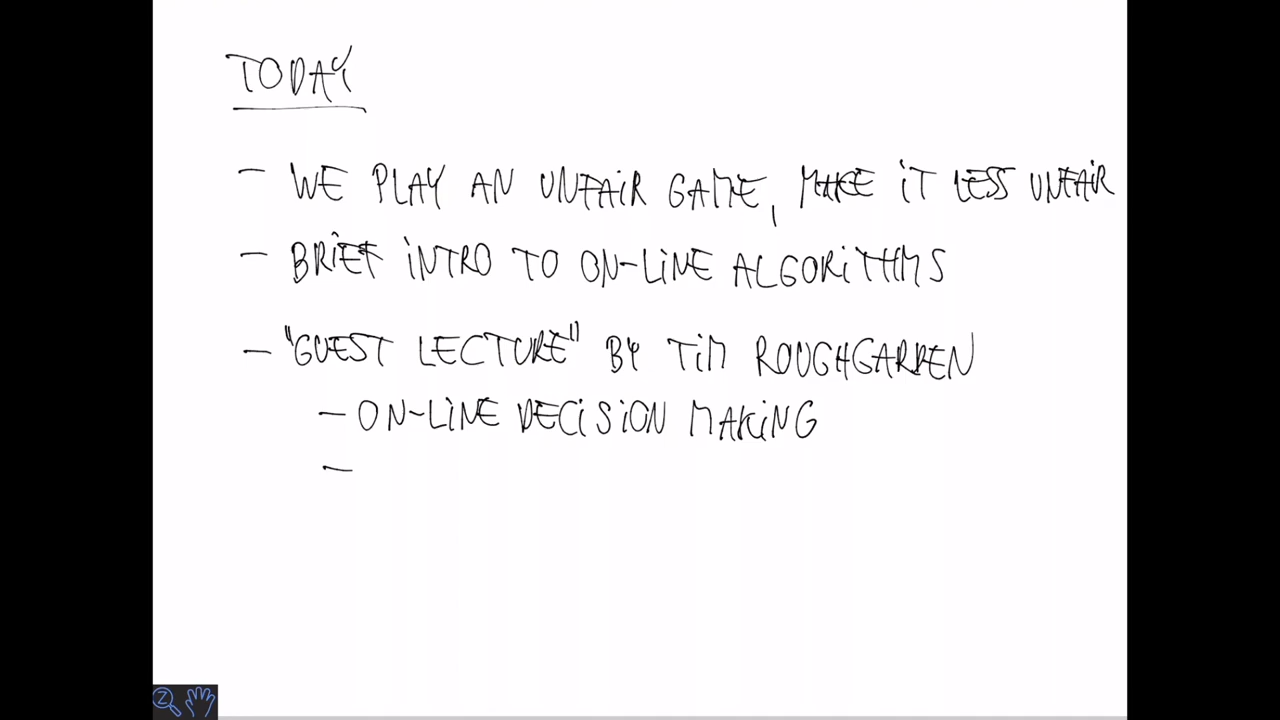 TODAY
- WE PLAY AN UNFAiR GAME, MAKE iT LESS UNFAiR
- BRiEF iNTRO TO ON-LiNE ALGORiTHMS
- "GUEST LECTURE" BY TiM ROUGHGARDEN
- ON-LiNE DECiSiON MAKiNG
-